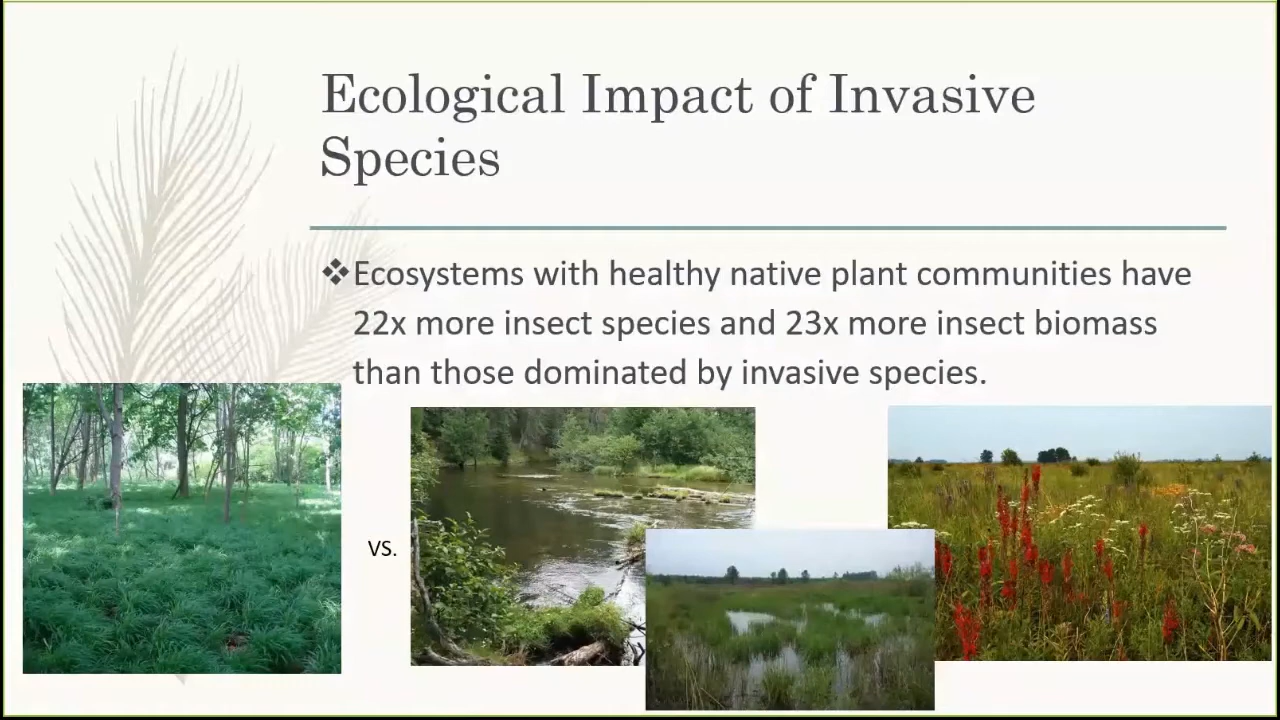 Ecological Impact of Invasive
Species
❖Ecosystems with healthy native plant communities have
22x more insect species and 23x more insect biomass
than those dominated by invasive species.
vs.